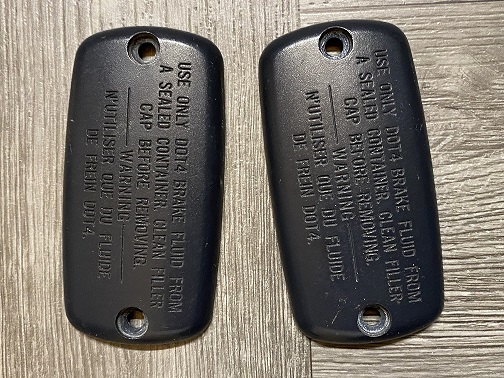 USE ONLY DOT4 BRAKE FLUID FROM
A SEALED CONTAINER. CLEAN FILLER
CAP BEFORE REMOVING.
WARNING
N'UTILISER QUE DU FLUIDE
DE FREIN DOT4.
USE ONLY DOT4 BRAKE FLUID FROM
A SEALED CONTAINER. CLEAN FILLER
CAP BEFORE REMOVING.
WARNING
N'UTILISER QUE DU FLUIDE
DE FREIN DOT4.